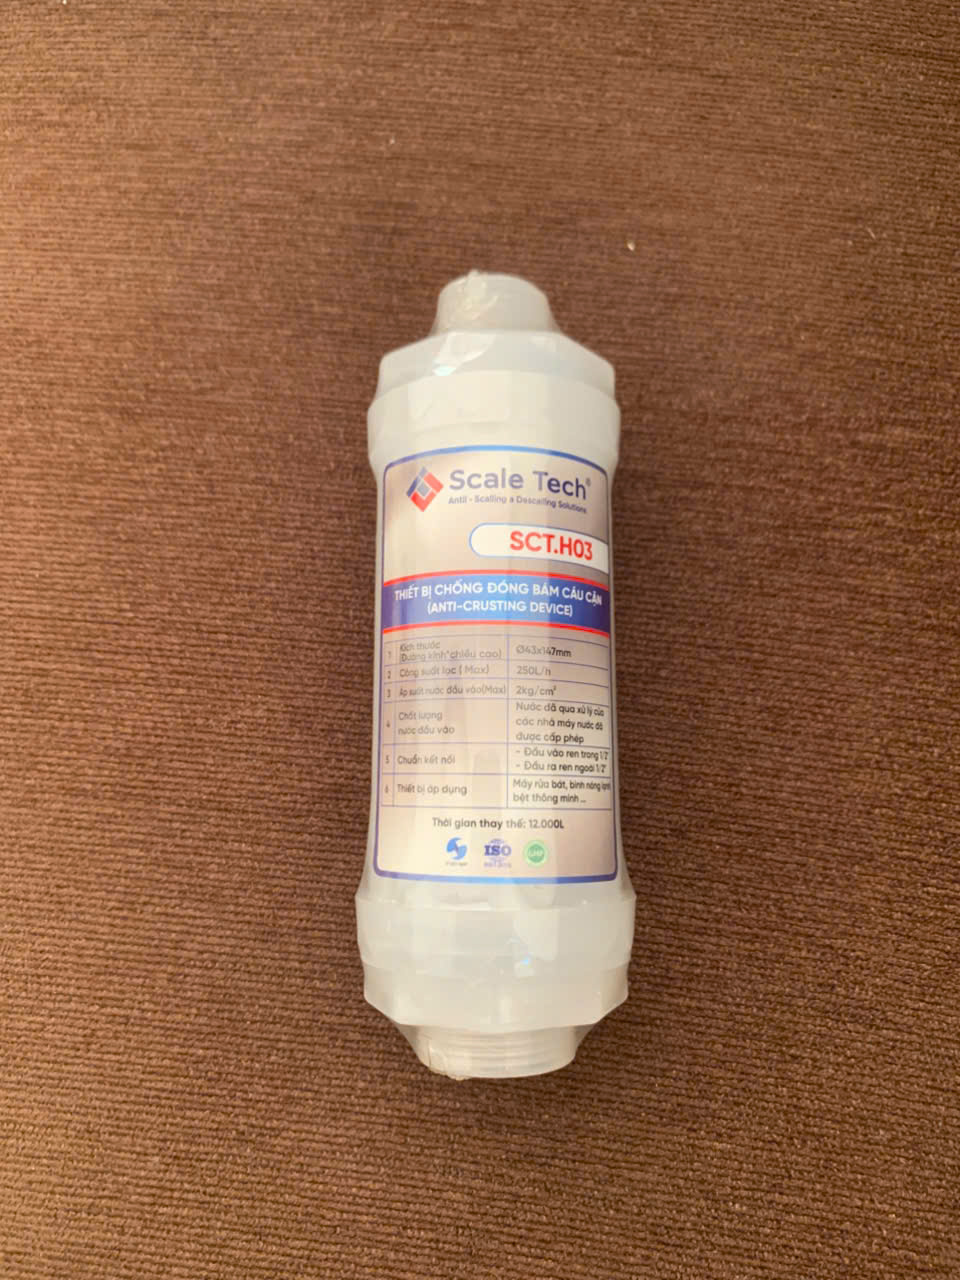 Scale Tech®
Antil - Scalling & Descaling Solutions
SCT.H03
THIẾT BỊ CHỐNG ĐÓNG BÁM CÁU CẶN
(ANTI-CRUSTING DEVICE)
1 Kích thước (Đường kính*chiều cao) Ø43x147mm
2 Công suất lọc ( Max) 250L/h
3 Áp suất nước đầu vào(Max) 2kg/cm²
4 Chất lượng nước đầu vào Nước đã qua xử lý của các nhà máy nước đã được cấp phép
5 Chuẩn kết nối - Đầu vào ren trong 1/2" - Đầu ra ren ngoài 1/2"
6 Thiết bị áp dụng Máy rửa bát, bình nóng lạnh bệt thông minh ...
Thời gian thay thế: 12.000L
ISO
GMP